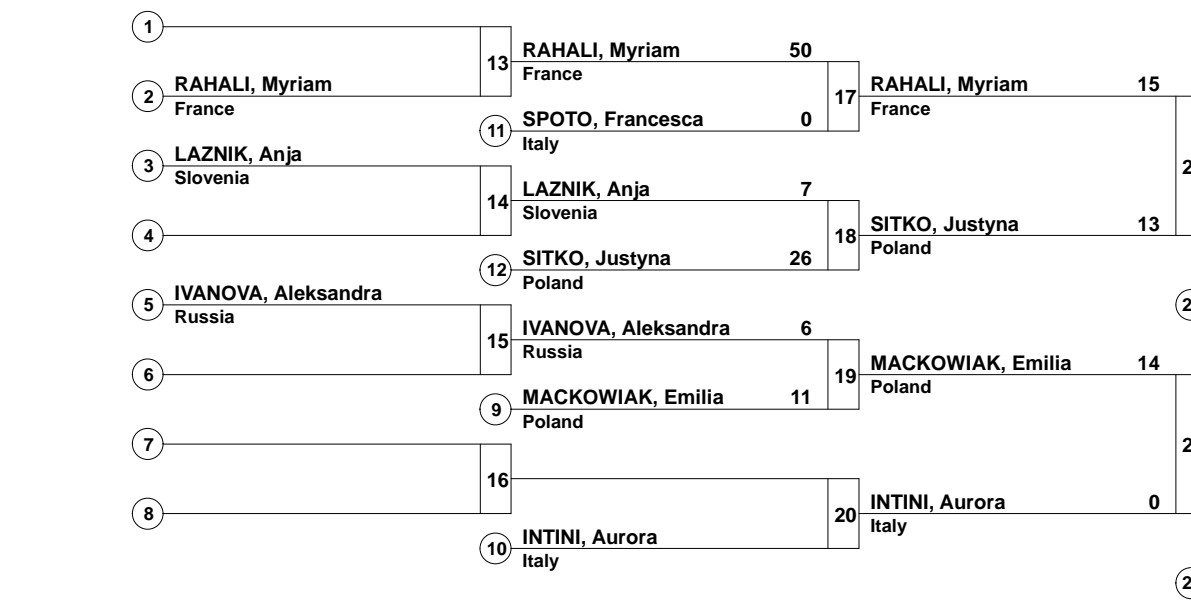 1
13
RAHALI, Myriam 50
France
2
RAHALI, Myriam
France
17
RAHALI, Myriam 15
France
11
SPOTO, Francesca 0
Italy
3
LAZNIK, Anja
Slovenia
14
LAZNIK, Anja 7
Slovenia
4
18
SITKO, Justyna 13
Poland
12
SITKO, Justyna 26
Poland
5
IVANOVA, Aleksandra
Russia
15
IVANOVA, Aleksandra 6
Russia
6
19
MACKOWIAK, Emilia 14
Poland
9
MACKOWIAK, Emilia 11
Poland
7
16
8
20
INTINI, Aurora 0
Italy
10
INTINI, Aurora
Italy